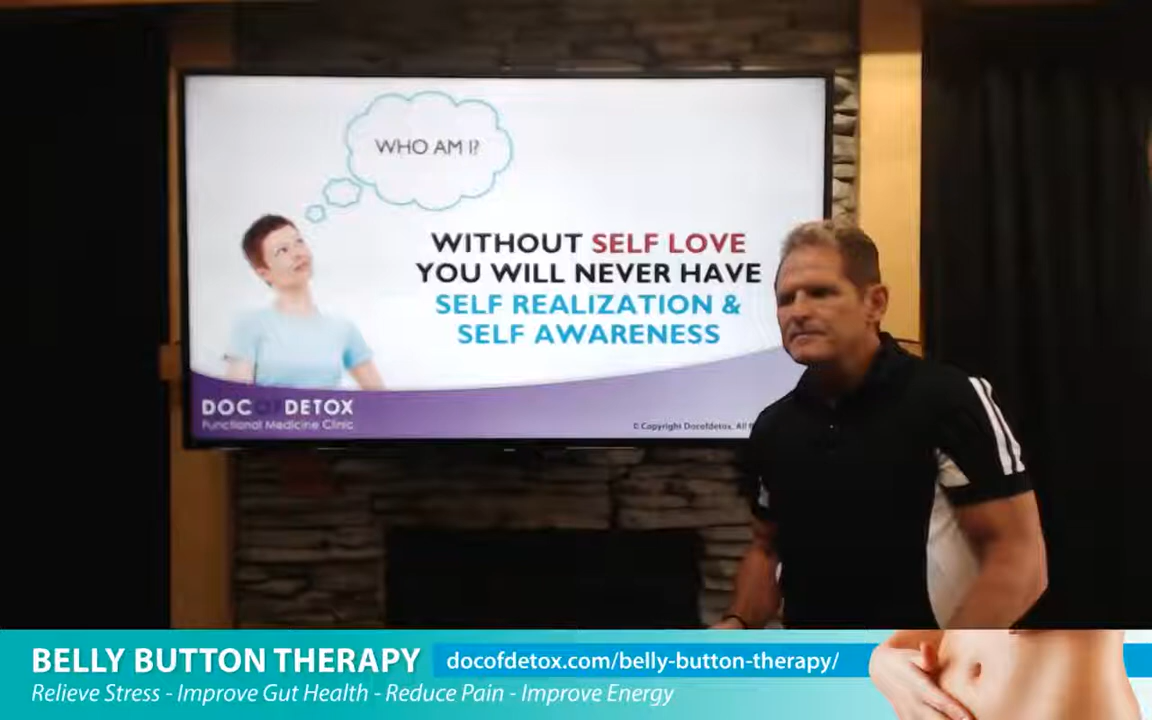 WHO AM I?
WITHOUT SELF LOVE
YOU WILL NEVER HAVE
SELF REALIZATION &
SELF AWARENESS
DOC OF DETOX
Functional Medicine Clinic
© Copyright Docofdetox, All
BELLY BUTTON THERAPY
docofdetox.com/belly-button-therapy/
Relieve Stress - Improve Gut Health - Reduce Pain - Improve Energy